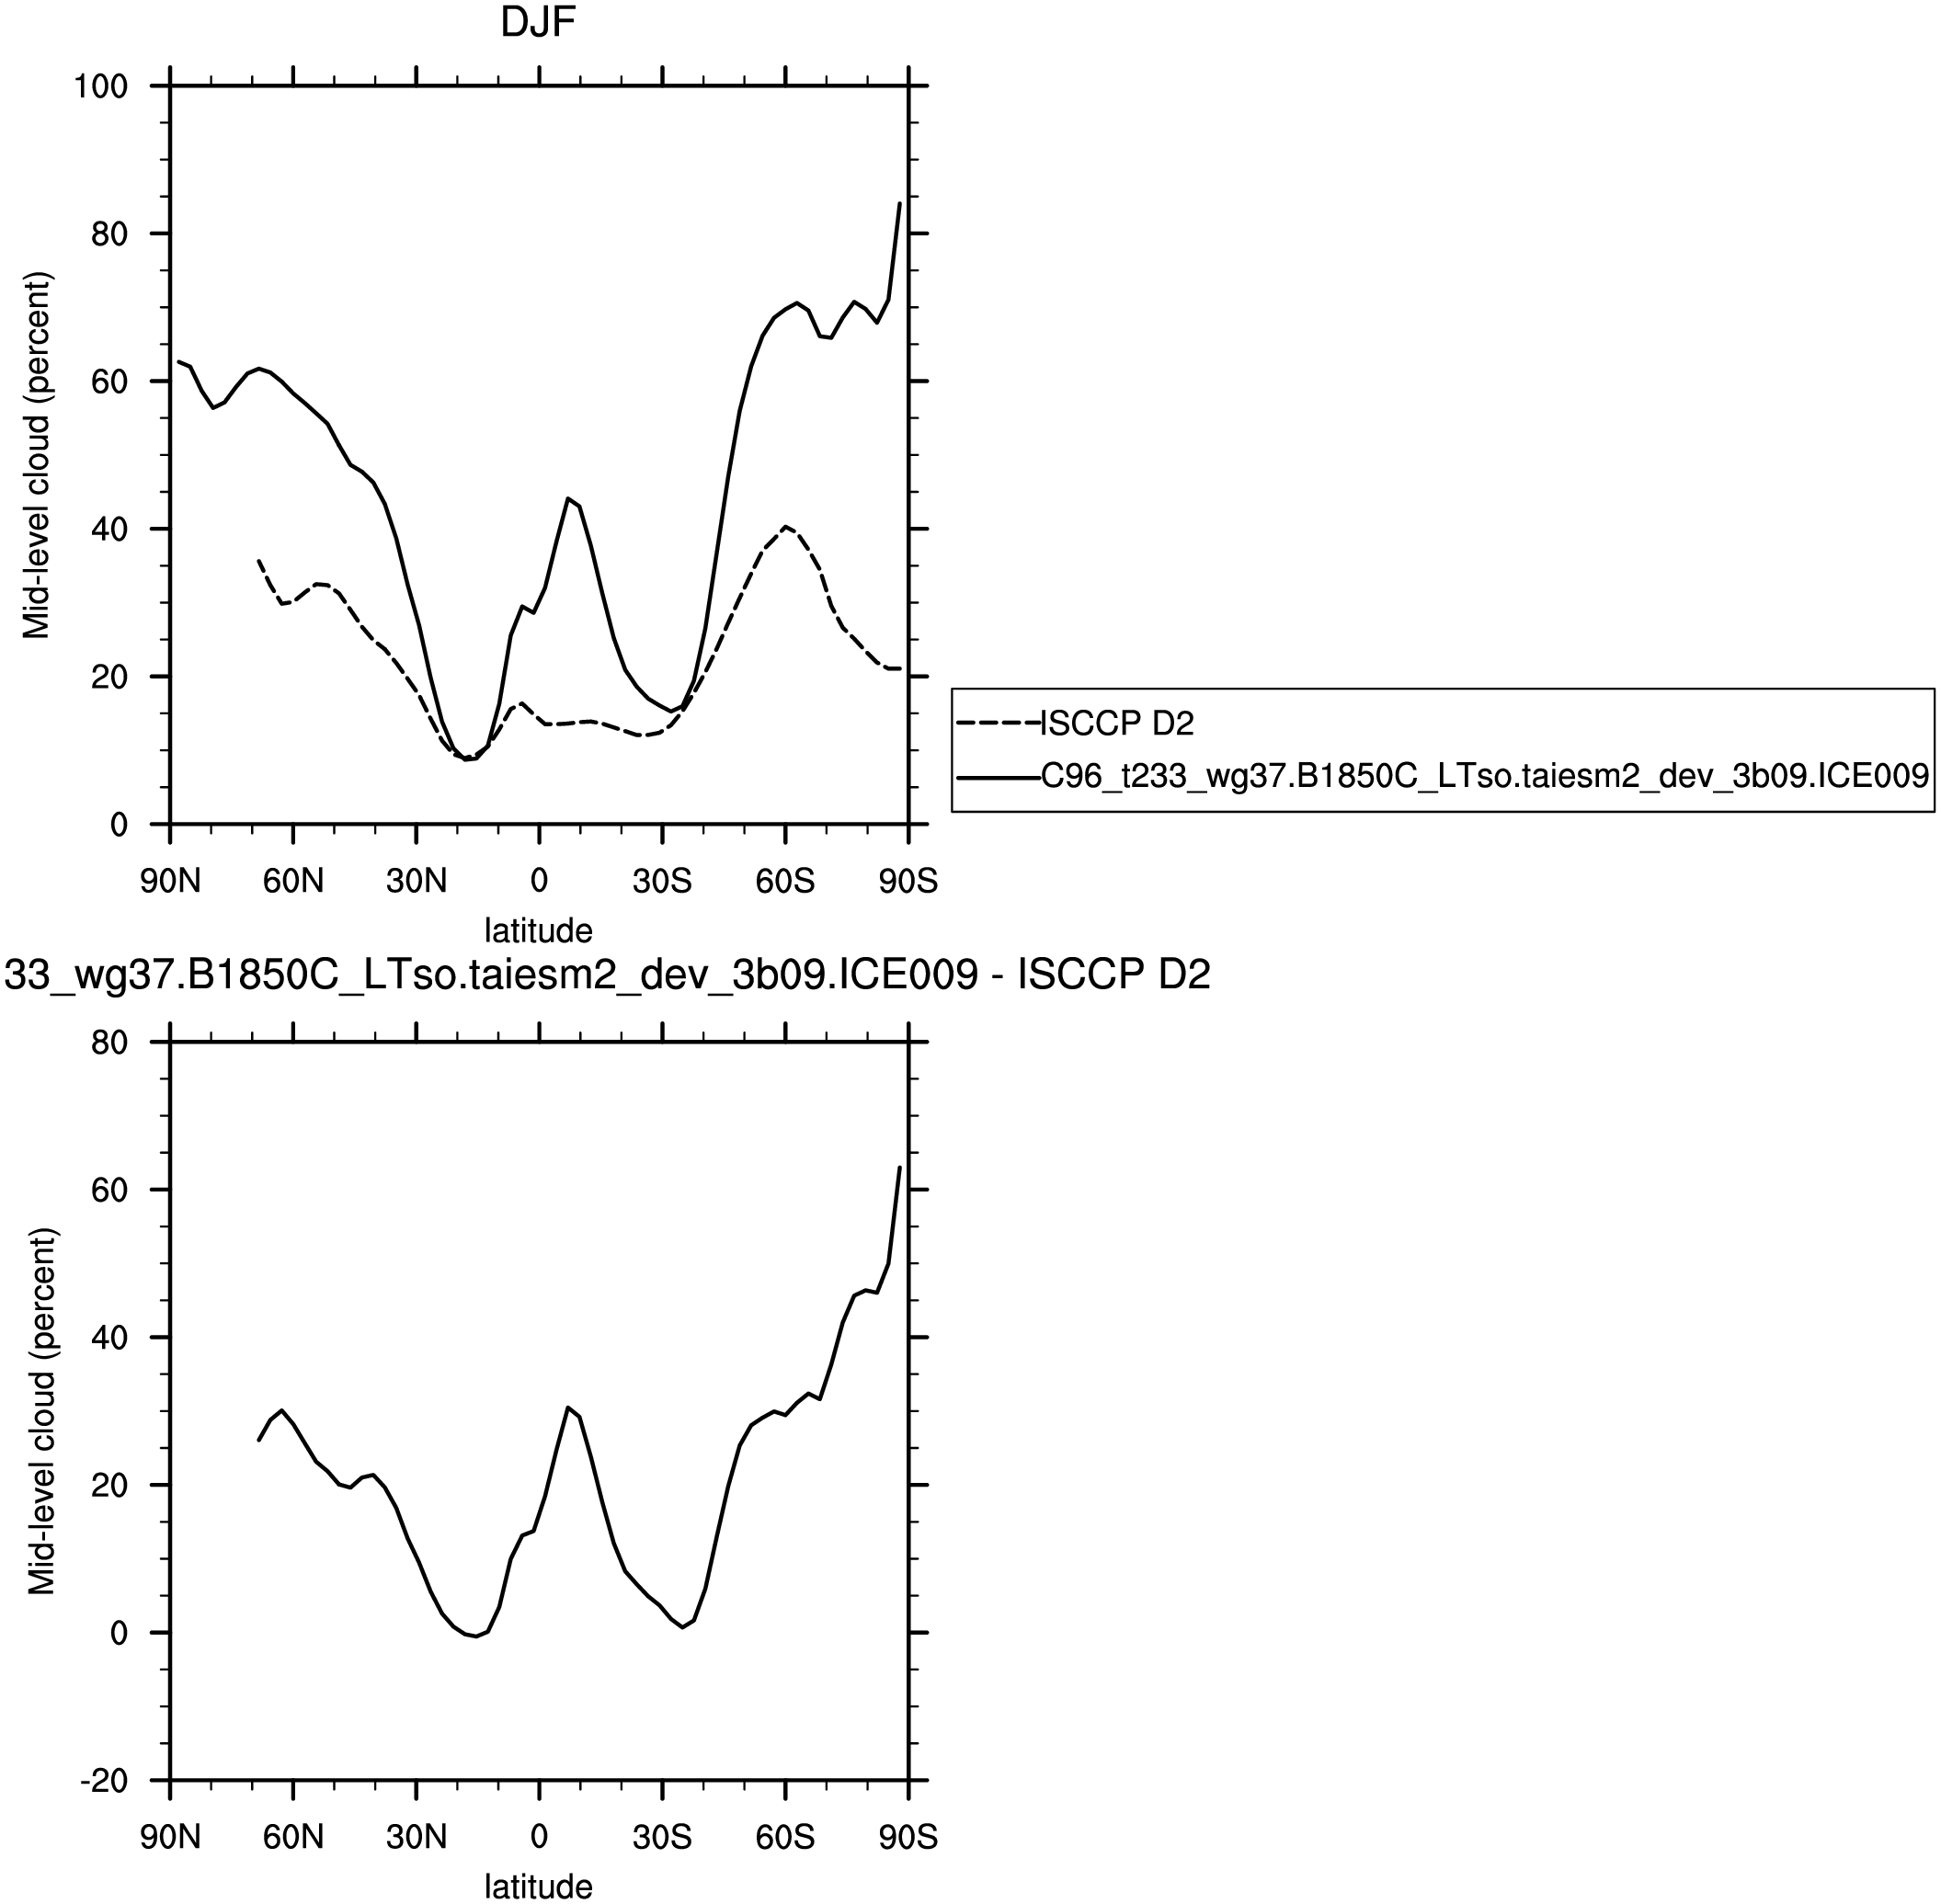 DJF
100
80
60
40
20
0
Mid-level cloud (percent)
90N 60N 30N 0 30S 60S 90S
latitude
ISCCP D2
C96_t233_wg37.B1850C_LTso.taiesm2_dev_3b09.ICE009
33_wg37.B1850C_LTso.taiesm2_dev_3b09.ICE009 - ISCCP D2
80
60
40
20
0
-20
Mid-level cloud (percent)
90N 60N 30N 0 30S 60S 90S
latitude